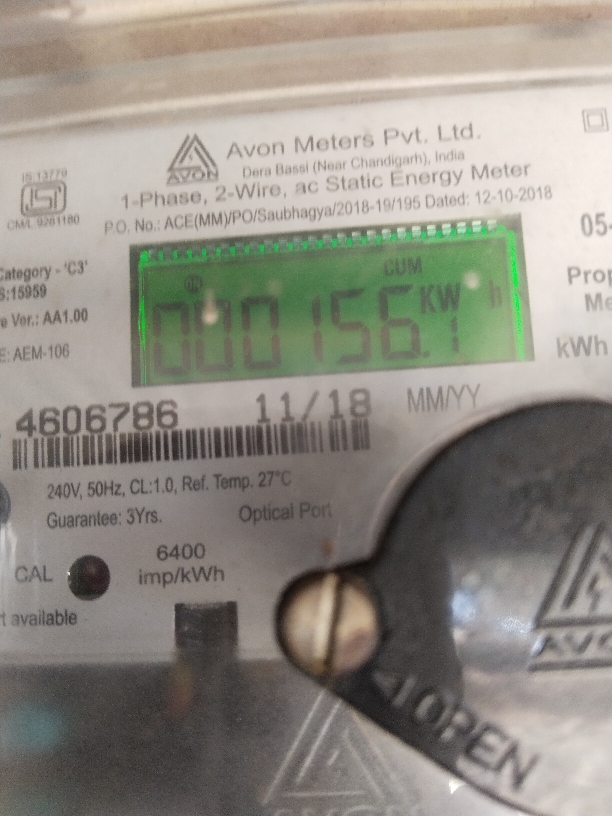 Avon Meters Pvt. Ltd.
Dera Bassi (Near Chandigarh), India
1-Phase, 2-Wire, ac Static Energy Meter
P.O. No.: ACE(MM)/PO/Saubhagya/2018-19/195 Dated: 12-10-2018
AVON
IS:13779
CM/L 9261180
Category - 'C3'
S:15959
e Ver.: AA1.00
E: AEM-106
CUM
000156.1 KW h
05-
Prop
Me
kWh
4606786 11/18 MM/YY
240V, 50Hz, CL:1.0, Ref. Temp. 27°C
Guarantee: 3Yrs. Optical Port
CAL
6400
imp/kWh
t available
OPEN
AVO
AVON